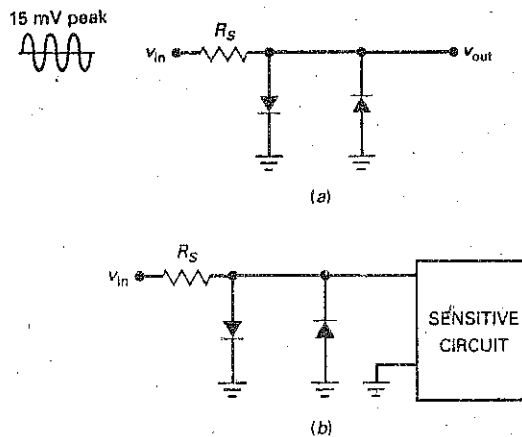 15 mV peak
v_in
R_S
v_out
(a)
v_in
R_S
SENSITIVE
CIRCUIT
(b)